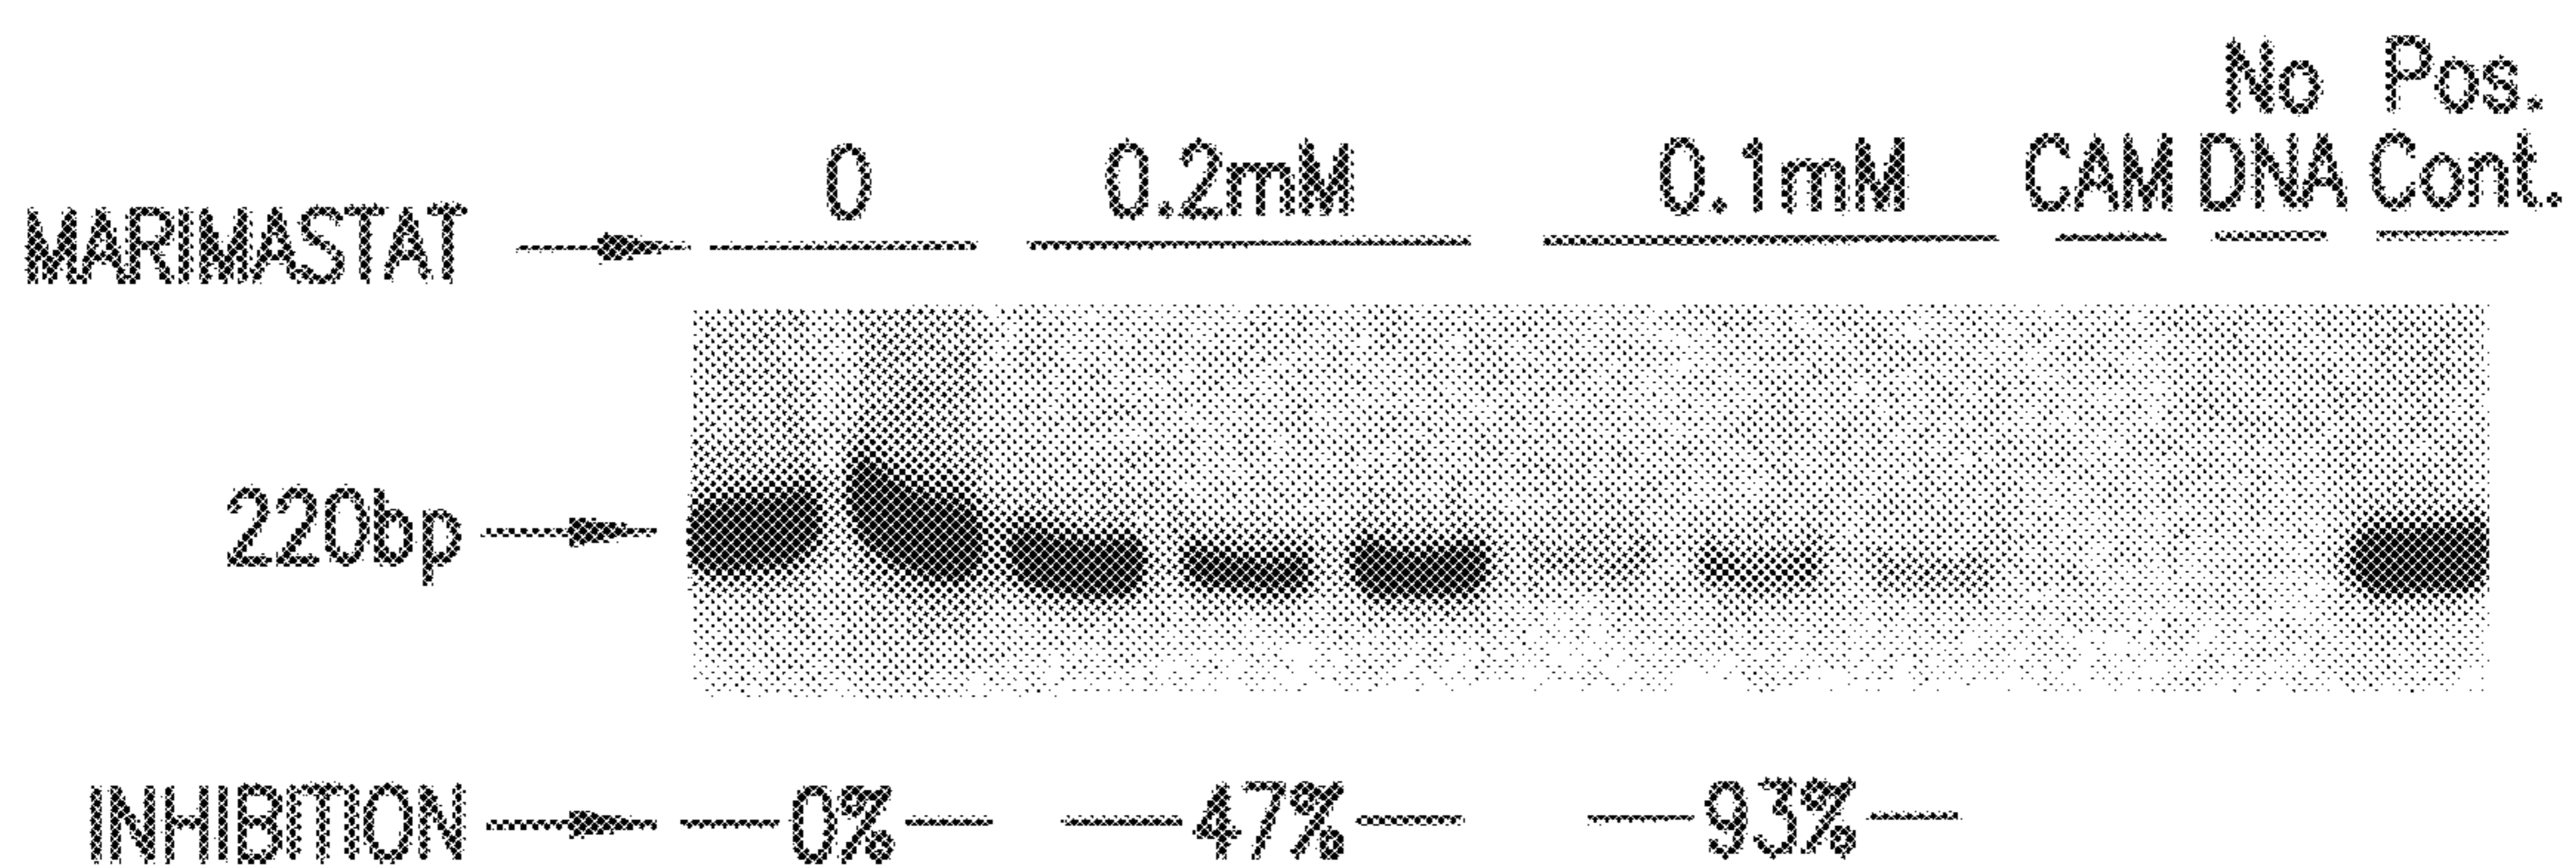 No Pos.
0 0.2mM 0.1mM CAM DNA Cont.
MARIMASTAT
220bp
INHIBITION 0% 47% 93%